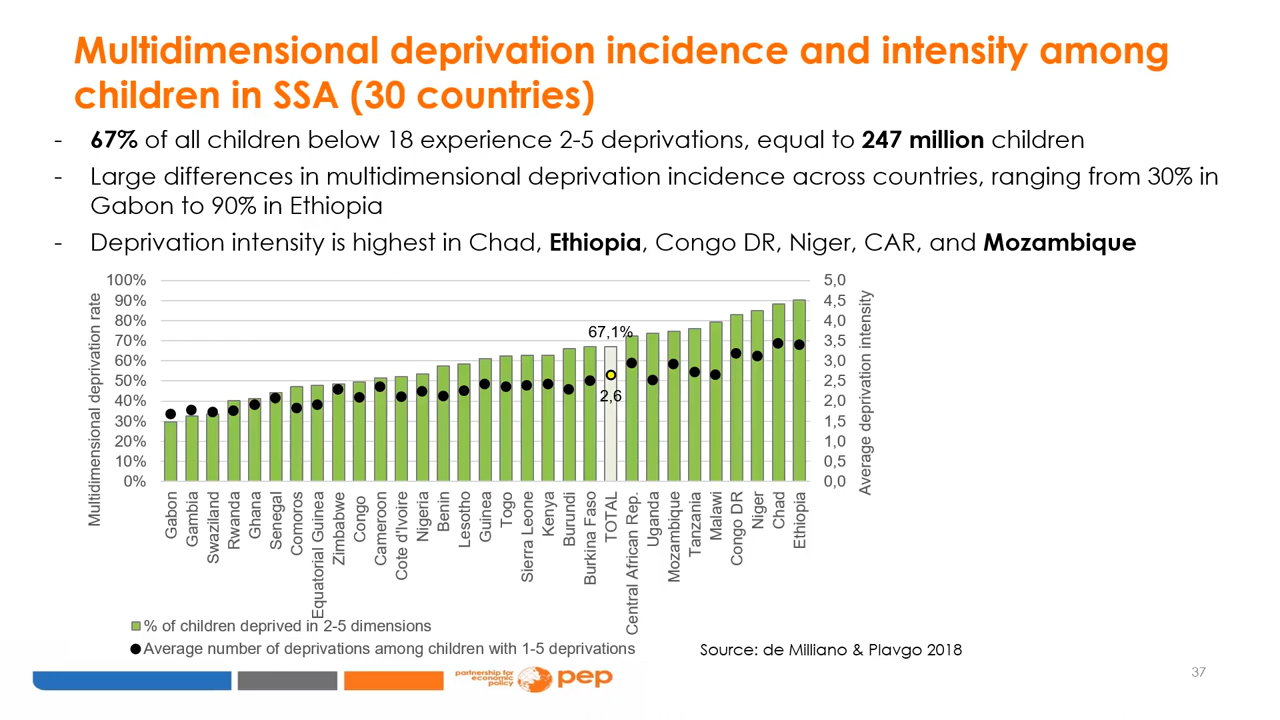 Multidimensional deprivation incidence and intensity among
children in SSA (30 countries)
- 67% of all children below 18 experience 2-5 deprivations, equal to 247 million children
- Large differences in multidimensional deprivation incidence across countries, ranging from 30% in
Gabon to 90% in Ethiopia
- Deprivation intensity is highest in Chad, Ethiopia, Congo DR, Niger, CAR, and Mozambique
Multidimensional deprivation rate
100%
90%
80%
70%
60%
50%
40%
30%
20%
10%
0%
67,1%
2,6
5,0
4,5
4,0
3,5
3,0
2,5
2,0
1,5
1,0
0,5
0,0
Average deprivation intensity
Gabon
Gambia
Swaziland
Rwanda
Ghana
Senegal
Comoros
Equatorial Guinea
Zimbabwe
Congo
Cameroon
Cote d'Ivoire
Nigeria
Benin
Lesotho
Guinea
Togo
Sierra Leone
Kenya
Burundi
Burkina Faso
TOTAL
Central African Rep.
Uganda
Mozambique
Tanzania
Malawi
Congo DR
Niger
Chad
Ethiopia
% of children deprived in 2-5 dimensions
Average number of deprivations among children with 1-5 deprivations
Source: de Milliano & Plavgo 2018
partnership for
economic
policy
pep
37